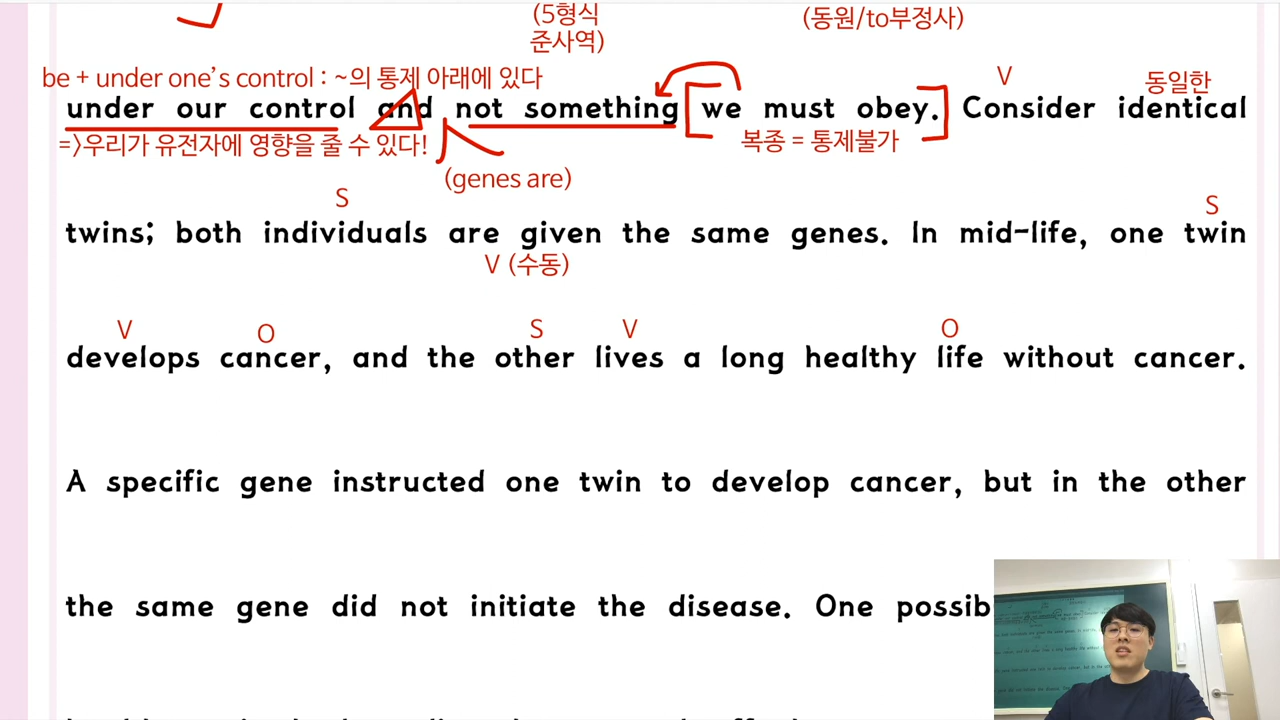 (5형식 (동원/to부정사)
준사역)
be + under one's control : ~의 통제 아래에 있다 V 동일한
under our control and not something we must obey. Consider identical
=>우리가 유전자에 영향을 줄 수 있다! 복종 = 통제불가
(genes are)
S S
twins; both individuals are given the same genes. In mid-life, one twin
V (수동)
V O S V O
develops cancer, and the other lives a long healthy life without cancer.
A specific gene instructed one twin to develop cancer, but in the other
the same gene did not initiate the disease. One possib